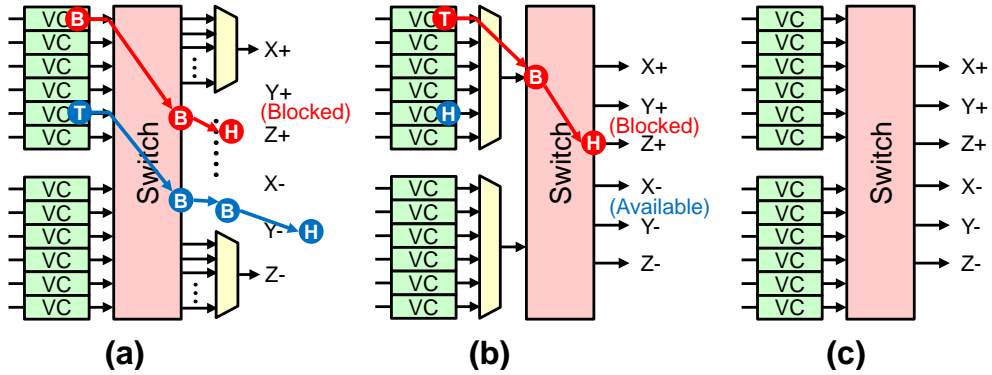 VC B
VC
VC
VC
VC T
VC
VC
VC
VC
VC
VC
VC
Switch
B
H
B
B
H
X+
Y+
(Blocked)
Z+
X-
Y-
Z-
(a)
VC T
VC
VC
VC
VC H
VC
VC
VC
VC
VC
VC
VC
Switch
B
H
X+
Y+
(Blocked)
Z+
X-
(Available)
Y-
Z-
(b)
VC
VC
VC
VC
VC
VC
VC
VC
VC
VC
VC
VC
Switch
X+
Y+
Z+
X-
Y-
Z-
(c)